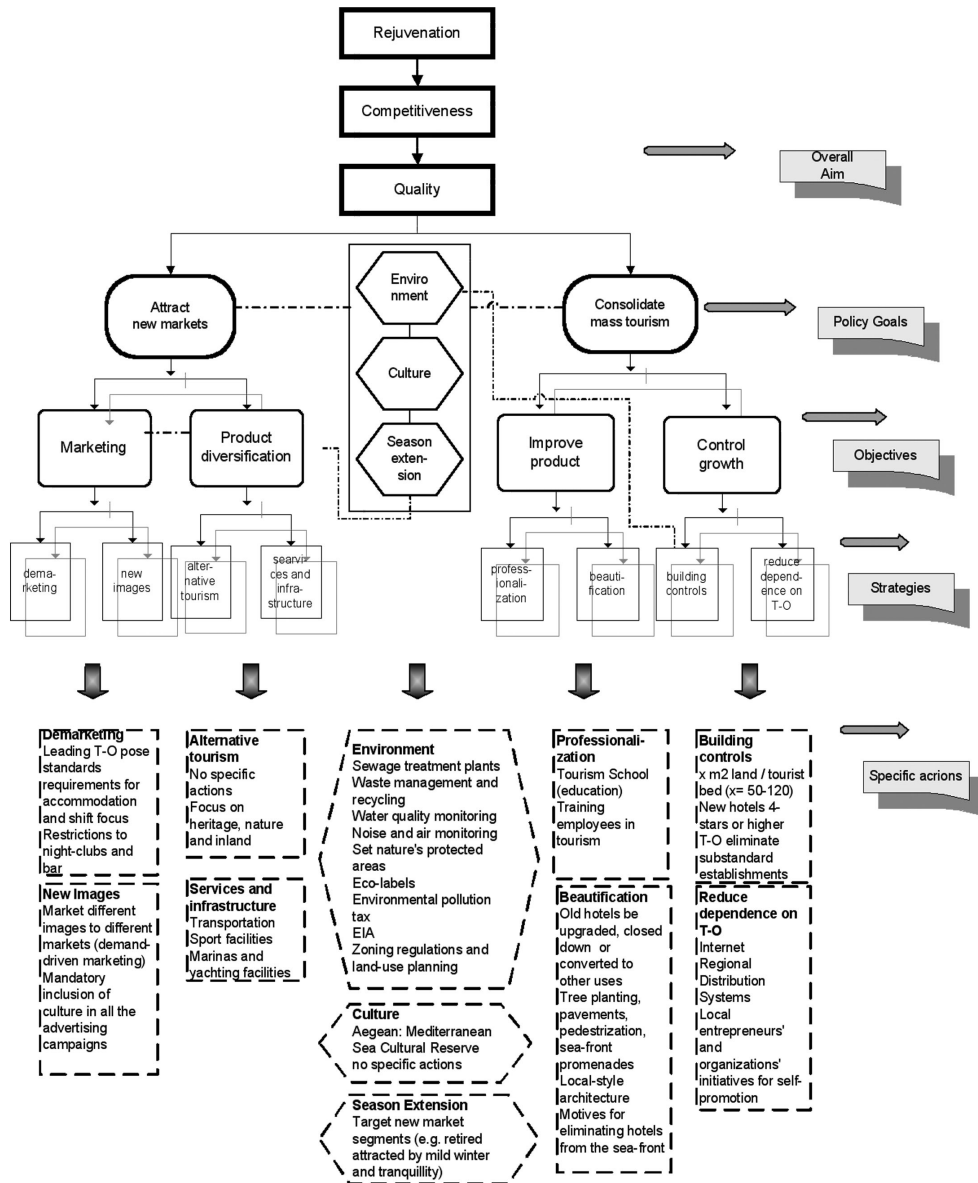 Rejuvenation
Competitiveness
Quality
Overall
Aim
Attract
new markets
Enviro
nment
Consolidate
mass tourism
Policy Goals
Culture
Marketing
Product
diversification
Season
exten-
sion
Improve
product
Control
growth
Objectives
dema-
rketing
new
images
alter-
native
tourism
searvi-
ces and
infra-
structure
profess-
ionali-
zation
beauti-
fication
building
controls
reduce
depend-
ence on
T-O
Strategies
Demarketing
Leading T-O pose
standards
requirements for
accommodation
and shift focus
Restrictions to
night-clubs and
bar
New Images
Market different
images to different
markets (demand-
driven marketing)
Mandatory
inclusion of
culture in all the
advertising
campaigns
Alternative
tourism
No specific
actions
Focus on
heritage, nature
and inland
Services and
infrastructure
Transportation
Sport facilities
Marinas and
yachting facilities
Environment
Sewage treatment plants
Waste management and
recycling
Water quality monitoring
Noise and air monitoring
Set nature's protected
areas
Eco-labels
Environmental pollution
tax
EIA
Zoning regulations and
land-use planning
Culture
Aegean: Mediterranean
Sea Cultural Reserve
no specific actions
Season Extension
Target new market
segments (e.g. retired
attracted by mild winter
and tranquillity)
Professionali-
zation
Tourism School
(education)
Training
employees in
tourism
Beautification
Old hotels be
upgraded, closed
down or
converted to
other uses
Tree planting,
pavements,
pedestrization,
sea-front
promenades
Local-style
architecture
Motives for
eliminating hotels
from the sea-front
Building
controls
x m2 land / tourist
bed (x= 50-120)
New hotels 4-
stars or higher
T-O eliminate
substandard
establishments
Reduce
dependence on
T-O
Internet
Regional
Distribution
Systems
Local
entrepreneurs'
and
organizations'
initiatives for self-
promotion
Specific acrions